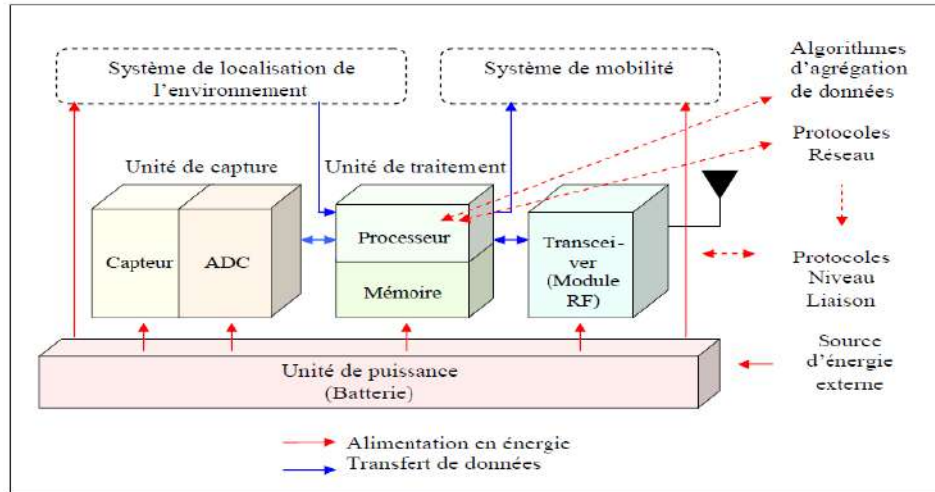 Système de localisation de
l'environnement
Système de mobilité
Algorithmes
d'agrégation
de données
Protocoles
Réseau
Unité de capture
Unité de traitement
Capteur
ADC
Processeur
Mémoire
Transcei-
ver
(Module
RF)
Protocoles
Niveau
Liaison
Source
d'énergie
externe
Unité de puissance
(Batterie)
Alimentation en énergie
Transfert de données